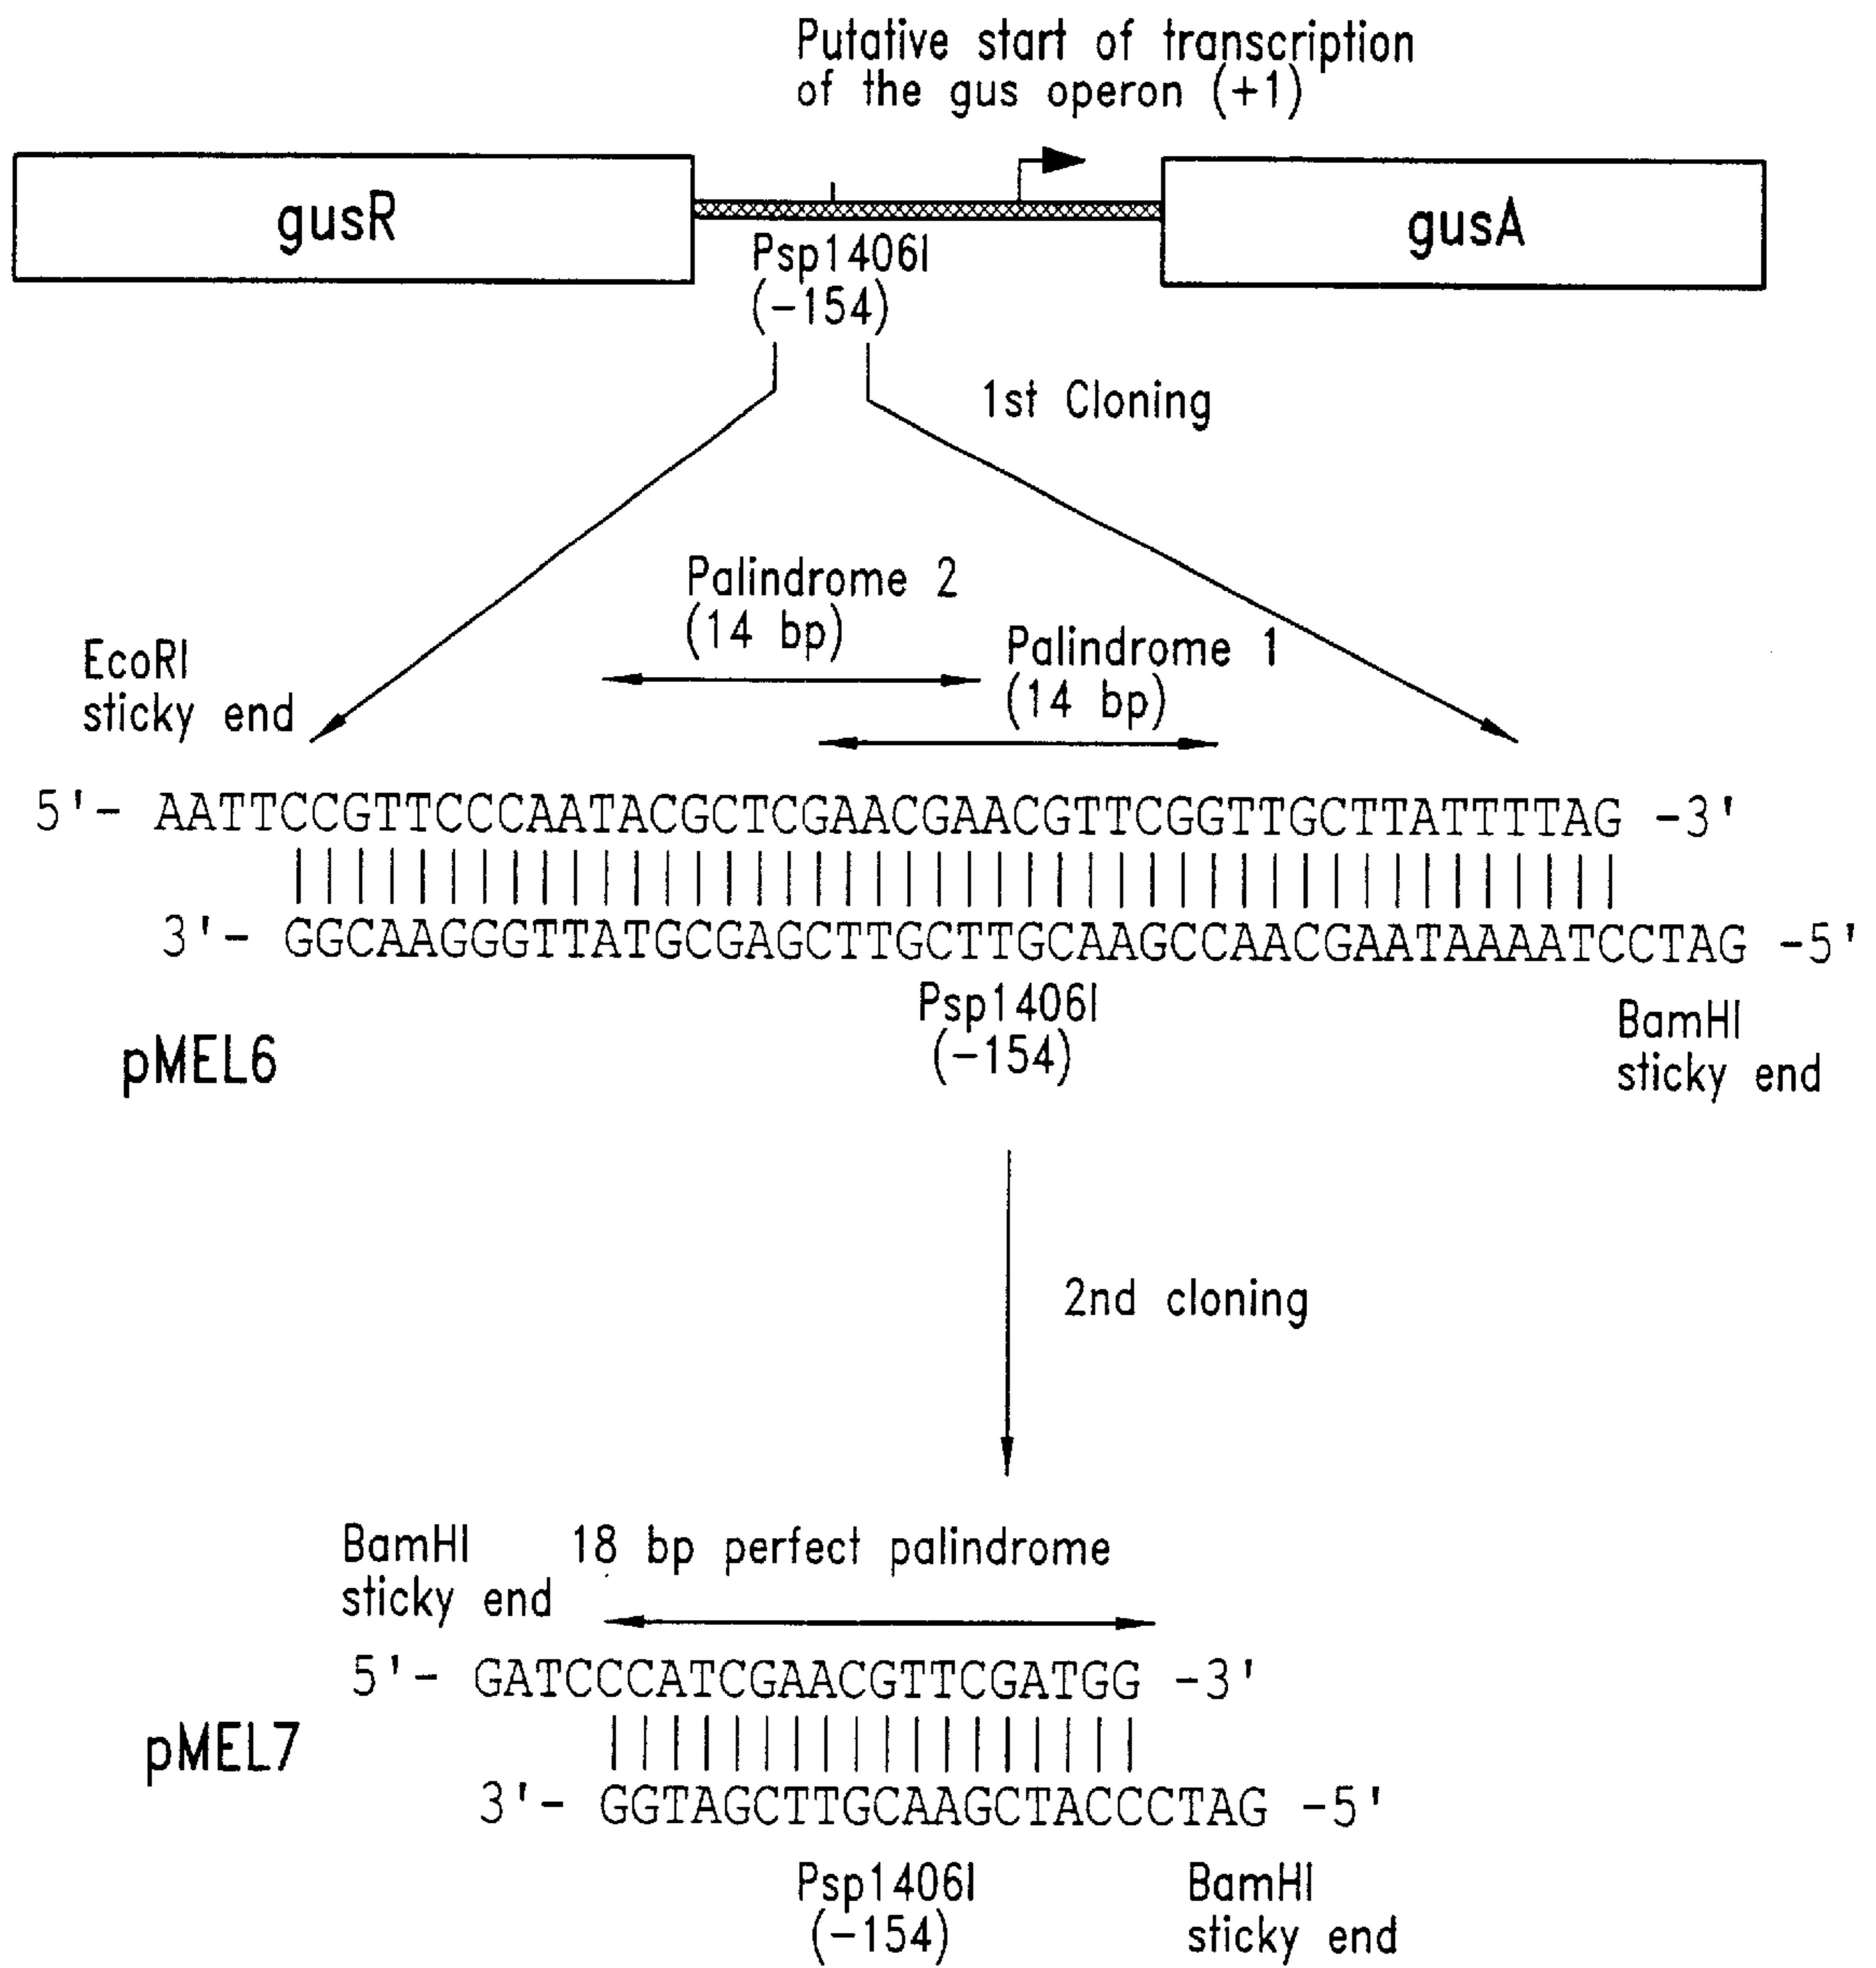 Putative start of transcription
of the gus operon (+1)
gusR
gusA
Psp1406I
(-154)
1st Cloning
Palindrome 2
(14 bp)
Palindrome 1
(14 bp)
EcoRI
sticky end
5'- AATTCCGTTCCCAATACGCTCGAACGAACGTTCGGTTGCTTATTTTAG -3'
3'- GGCAAGGGTTATGCGAGCTTGCTTGCAAGCCAACGAATAAAATCCTAG -5'
Psp1406I
(-154)
BamHI
sticky end
pMEL6
2nd cloning
BamHI
sticky end
18 bp perfect palindrome
5'- GATCCCATCGAACGTTCGATGG -3'
pMEL7
3'- GGTAGCTTGCAAGCTACCCTAG -5'
Psp1406I
(-154)
BamHI
sticky end